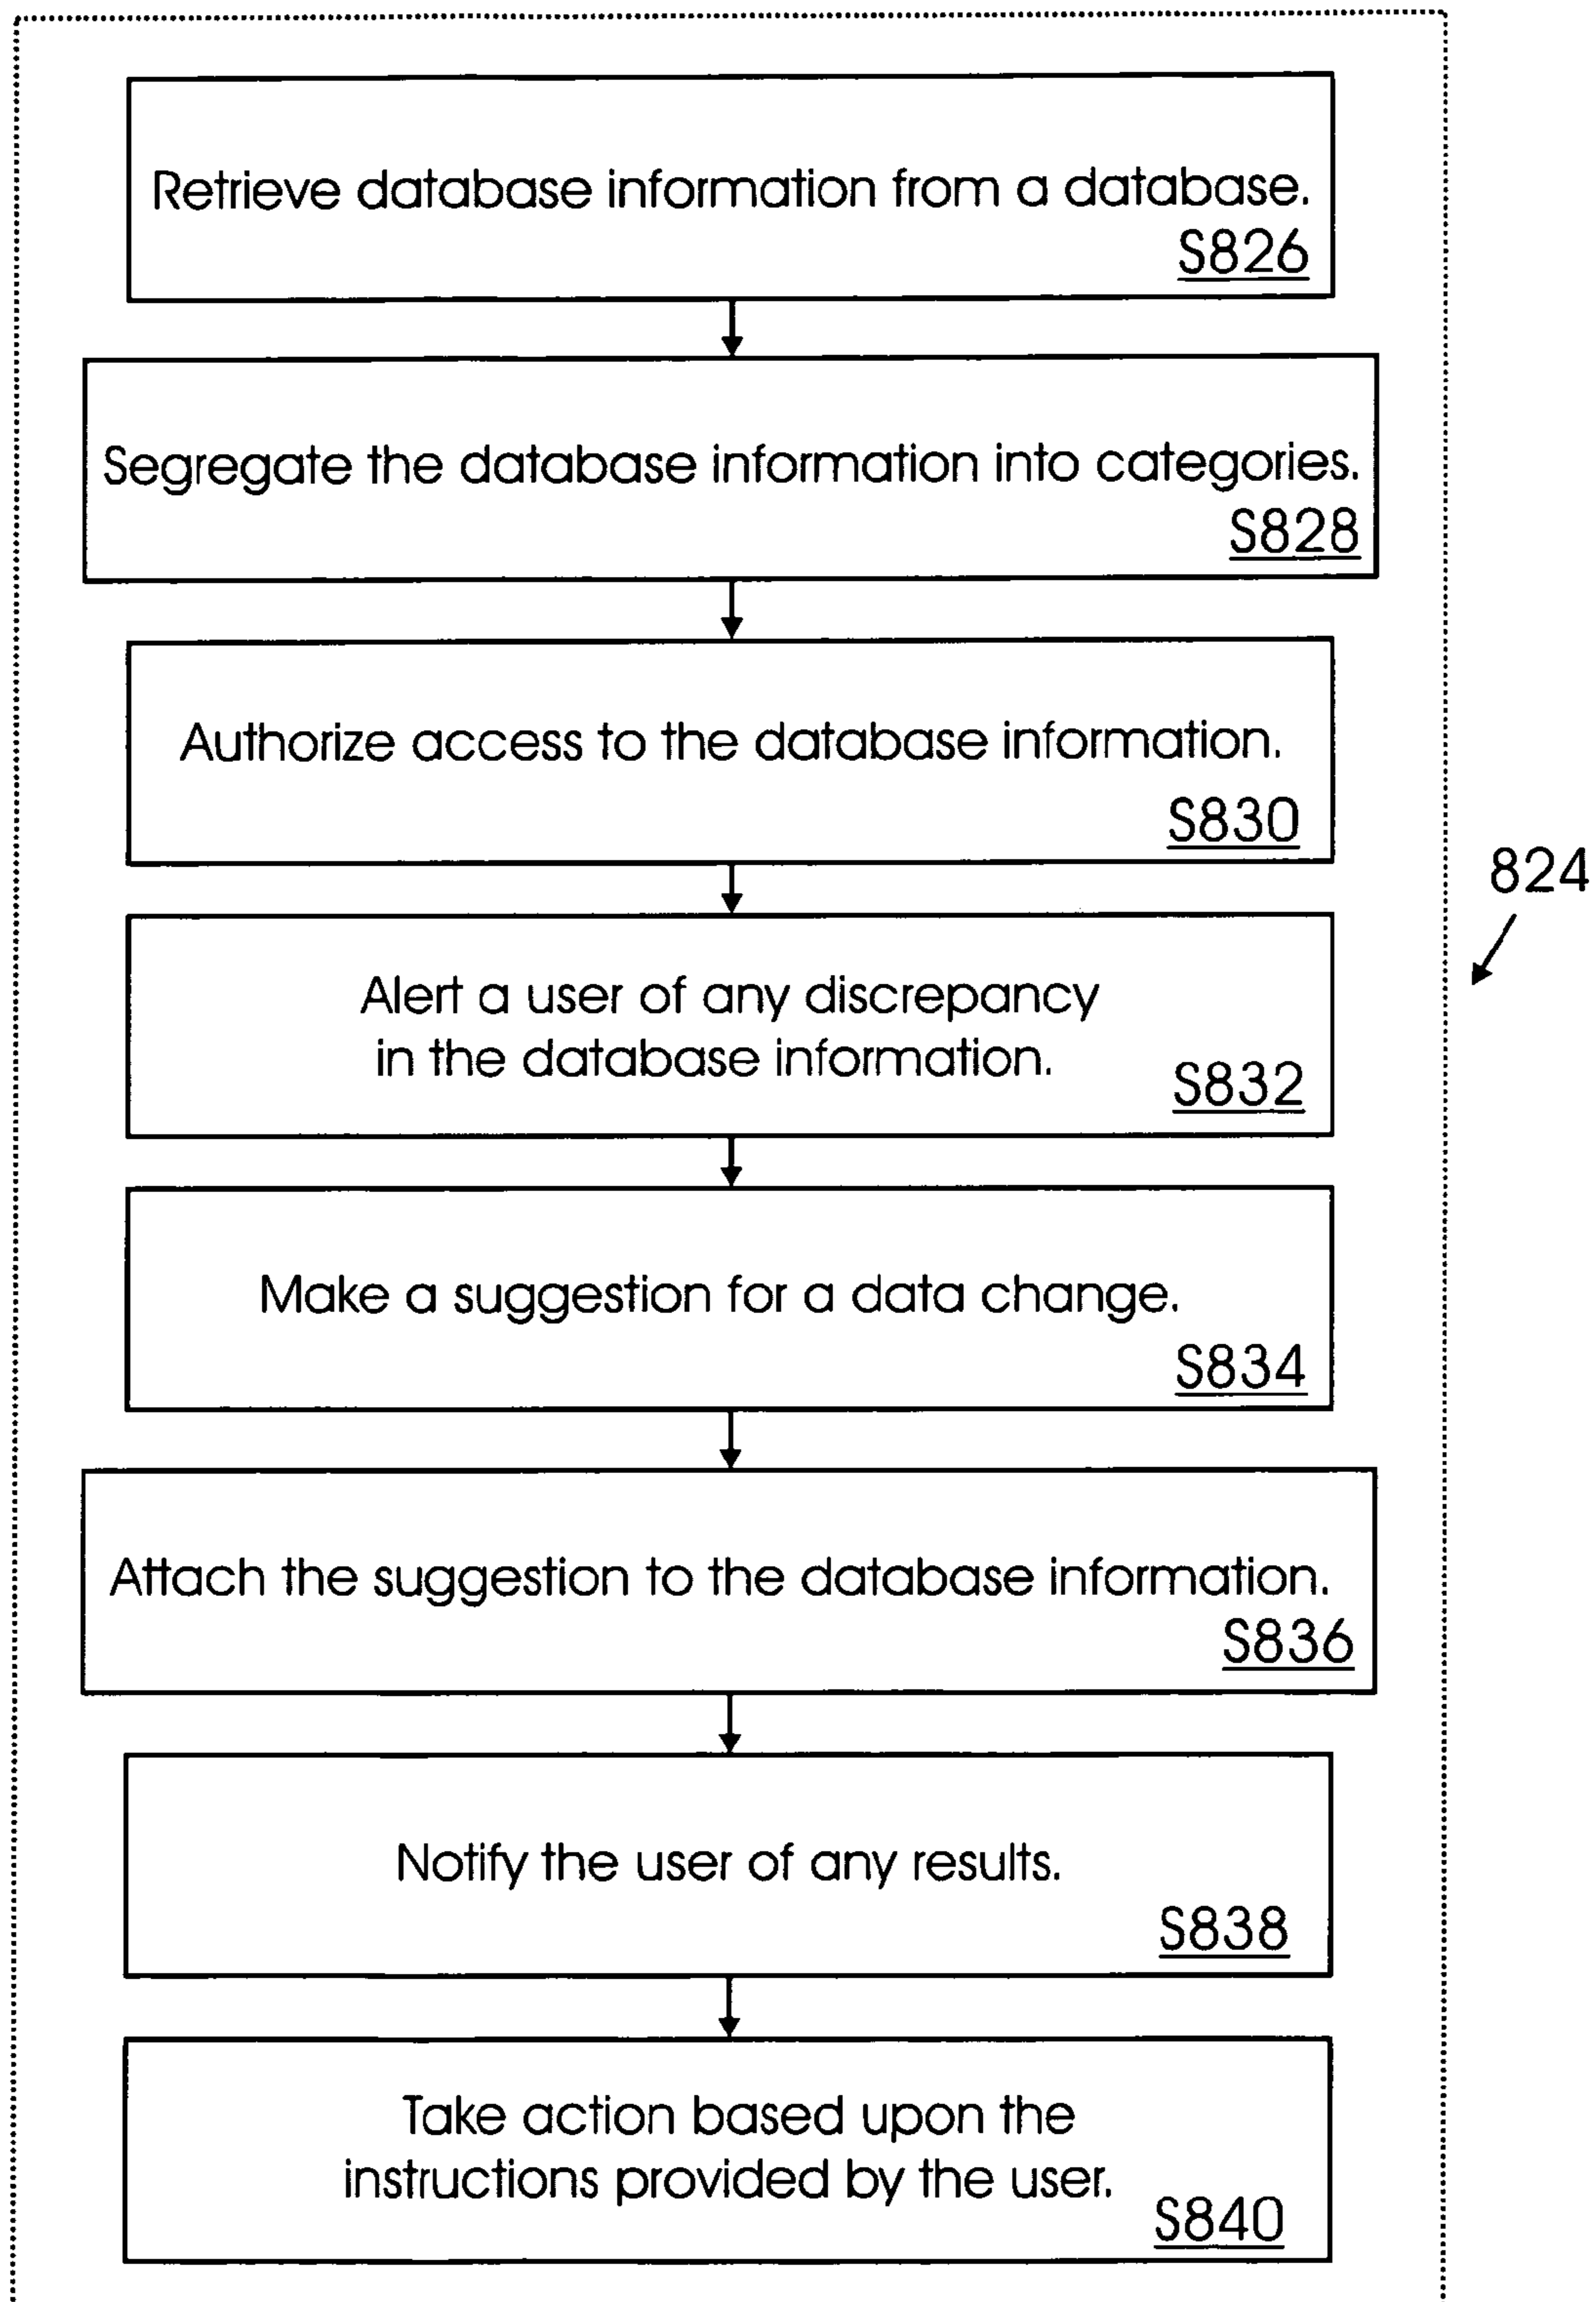 Retrieve database information from a database.
S826
Segregate the database information into categories.
S828
Authorize access to the database information.
S830
824
Alert a user of any discrepancy
in the database information.
S832
Make a suggestion for a data change.
S834
Attach the suggestion to the database information.
S836
Notify the user of any results.
S838
Take action based upon the
instructions provided by the user.
S840